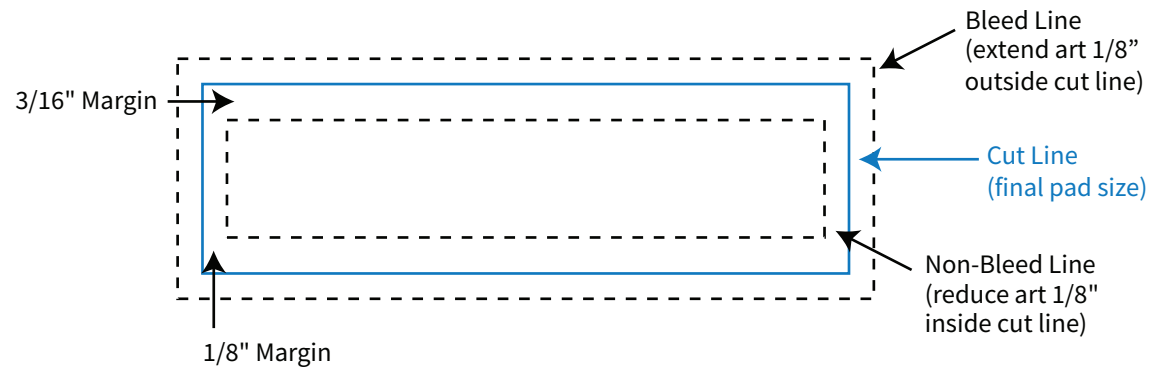 Bleed Line
(extend art 1/8”
outside cut line)
3/16" Margin
Cut Line
(final pad size)
Non-Bleed Line
(reduce art 1/8"
inside cut line)
1/8" Margin